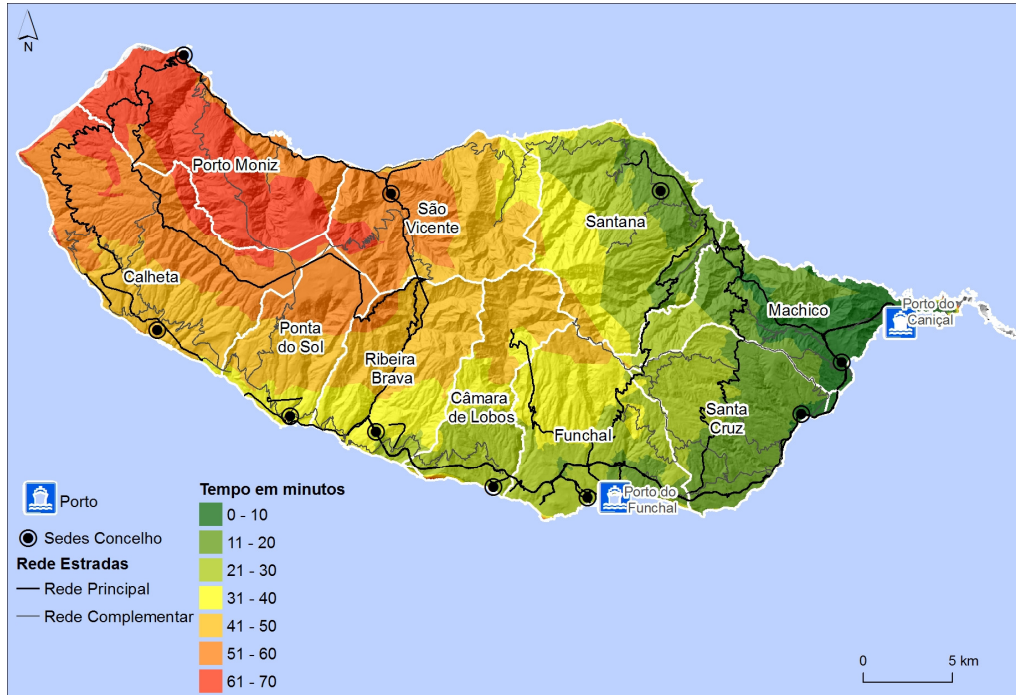 N
Porto Moniz
São
Vicente
Santana
Calheta
Machico
Porto do
Caniçal
Ponta
do Sol
Ribeira
Brava
Câmara
de Lobos
Funchal
Santa
Cruz
Porto do
Funchal
Porto
Sedes Concelho
Rede Estradas
Rede Principal
Rede Complementar
Tempo em minutos
0 - 10
11 - 20
21 - 30
31 - 40
41 - 50
51 - 60
61 - 70
0 5 km